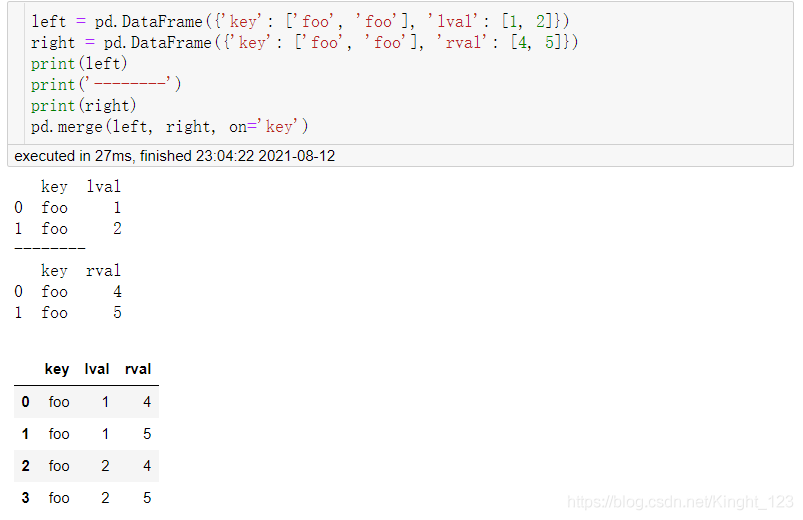 left = pd.DataFrame({'key': ['foo', 'foo'], 'lval': [1, 2]})
right = pd.DataFrame({'key': ['foo', 'foo'], 'rval': [4, 5]})
print(left)
print('--------')
print(right)
pd.merge(left, right, on='key')
executed in 27ms, finished 23:04:22 2021-08-12
key lval
0 foo 1
1 foo 2
--------
key rval
0 foo 4
1 foo 5
key lval rval
0 foo 1 4
1 foo 1 5
2 foo 2 4
3 foo 2 5
https://blog.csdn.net/Kinght_123